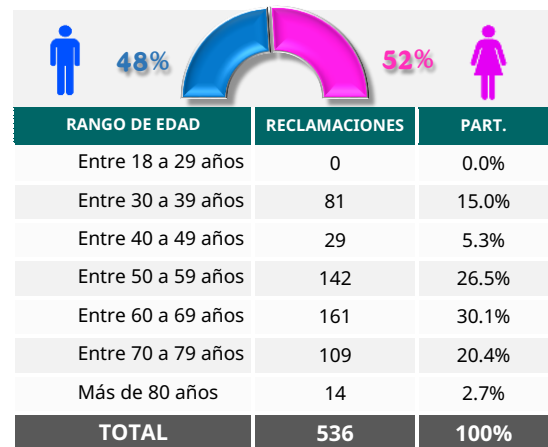 48% 52%
RANGO DE EDAD RECLAMACIONES PART.
Entre 18 a 29 años 0 0.0%
Entre 30 a 39 años 81 15.0%
Entre 40 a 49 años 29 5.3%
Entre 50 a 59 años 142 26.5%
Entre 60 a 69 años 161 30.1%
Entre 70 a 79 años 109 20.4%
Más de 80 años 14 2.7%
TOTAL 536 100%